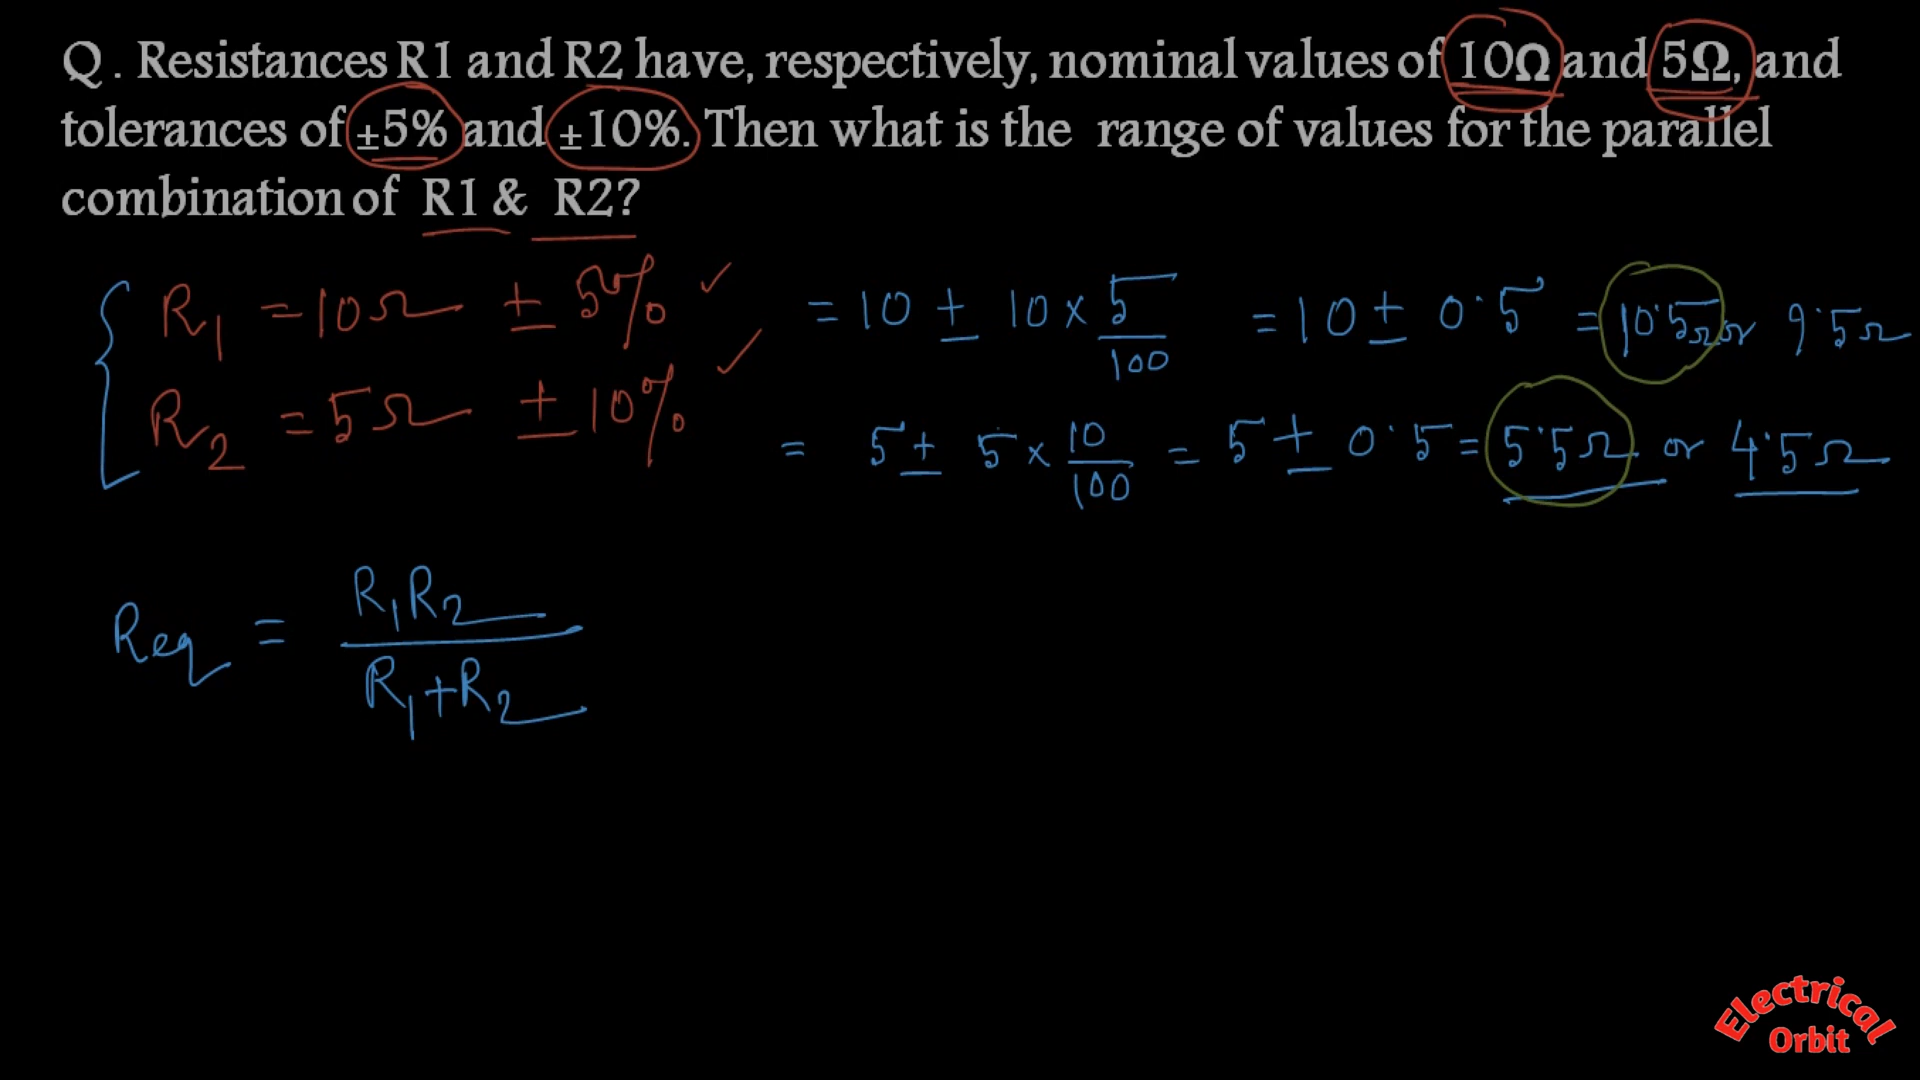 Q . Resistances R1 and R2 have, respectively, nominal values of 10Ω and 5Ω, and
tolerances of ±5% and ±10%. Then what is the range of values for the parallel
combination of R1 & R2?
R₁ = 10Ω ± 5% ✓ = 10 ± 10 × 5/100 = 10 ± 0.5 = 10.5Ω or 9.5Ω
R₂ = 5Ω ± 10% ✓ = 5 ± 5 × 10/100 = 5 ± 0.5 = 5.5Ω or 4.5Ω
Req = R₁R₂/R₁+R₂
Electrical
Orbit